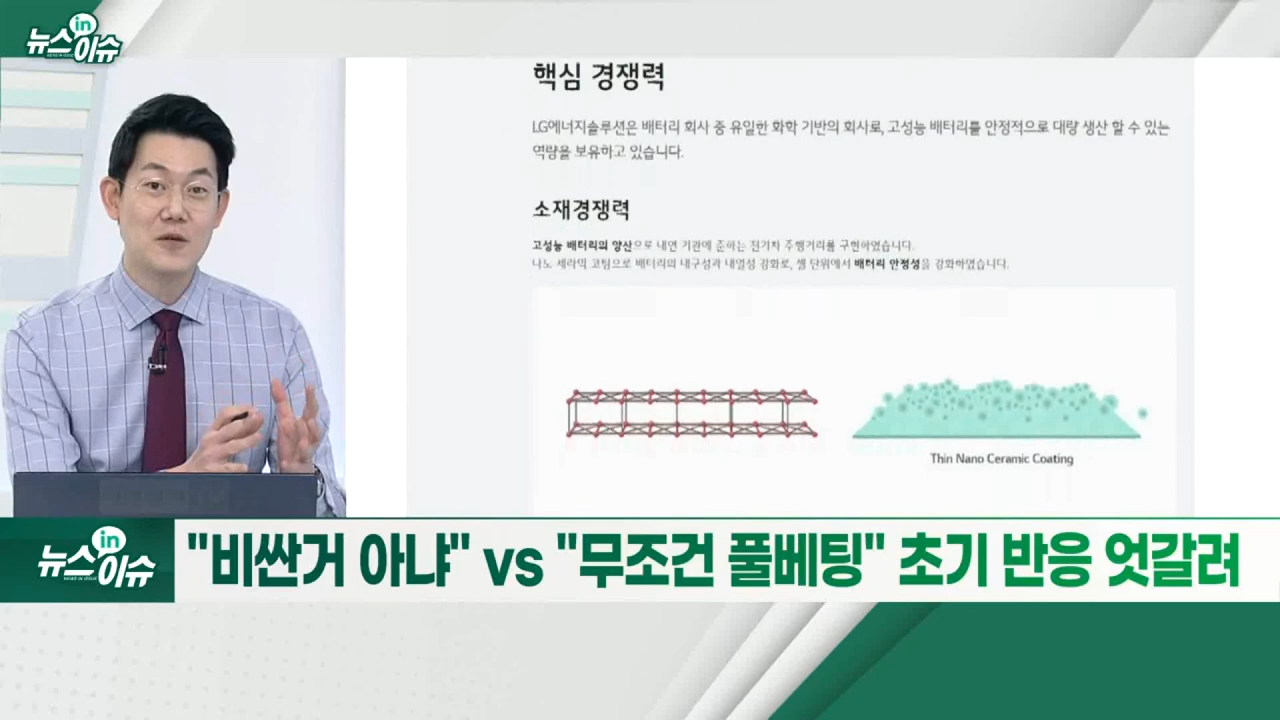 뉴스in이슈
핵심 경쟁력
LG에너지솔루션은 배터리 회사 중 유일한 화학 기반의 회사로, 고성능 배터리를 안정적으로 대량 생산 할 수 있는
역량을 보유하고 있습니다.
소재경쟁력
고성능 배터리의 양산으로 내연 기관에 준하는 전기차 주행거리를 구현하였습니다.
나노 세라믹 코팅으로 배터리의 내구성과 내열성 강화로, 셀 단위에서 배터리 안정성을 강화하였습니다.
Thin Nano Ceramic Coating
뉴스in이슈
NEWS IN ISSUE
"비싼거 아냐" vs "무조건 풀베팅" 초기 반응 엇갈려